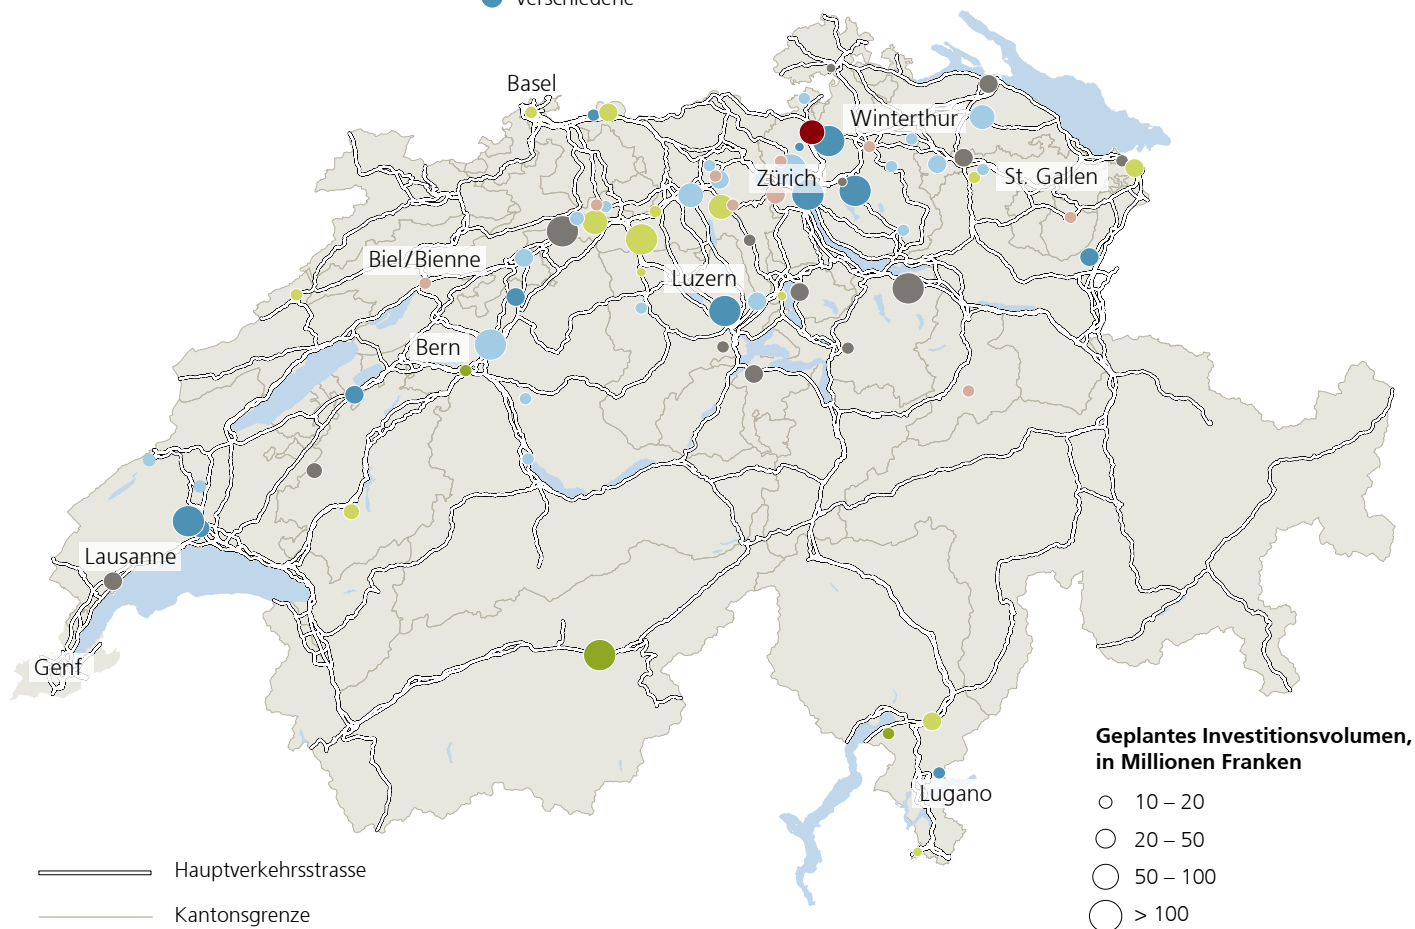 Verschiedene
Basel
Winterthur
Zürich
St. Gallen
Biel/Bienne
Luzern
Bern
Lausanne
Genf
Lugano
Geplantes Investitionsvolumen,
in Millionen Franken
10 – 20
20 – 50
50 – 100
> 100
Hauptverkehrsstrasse
Kantonsgrenze